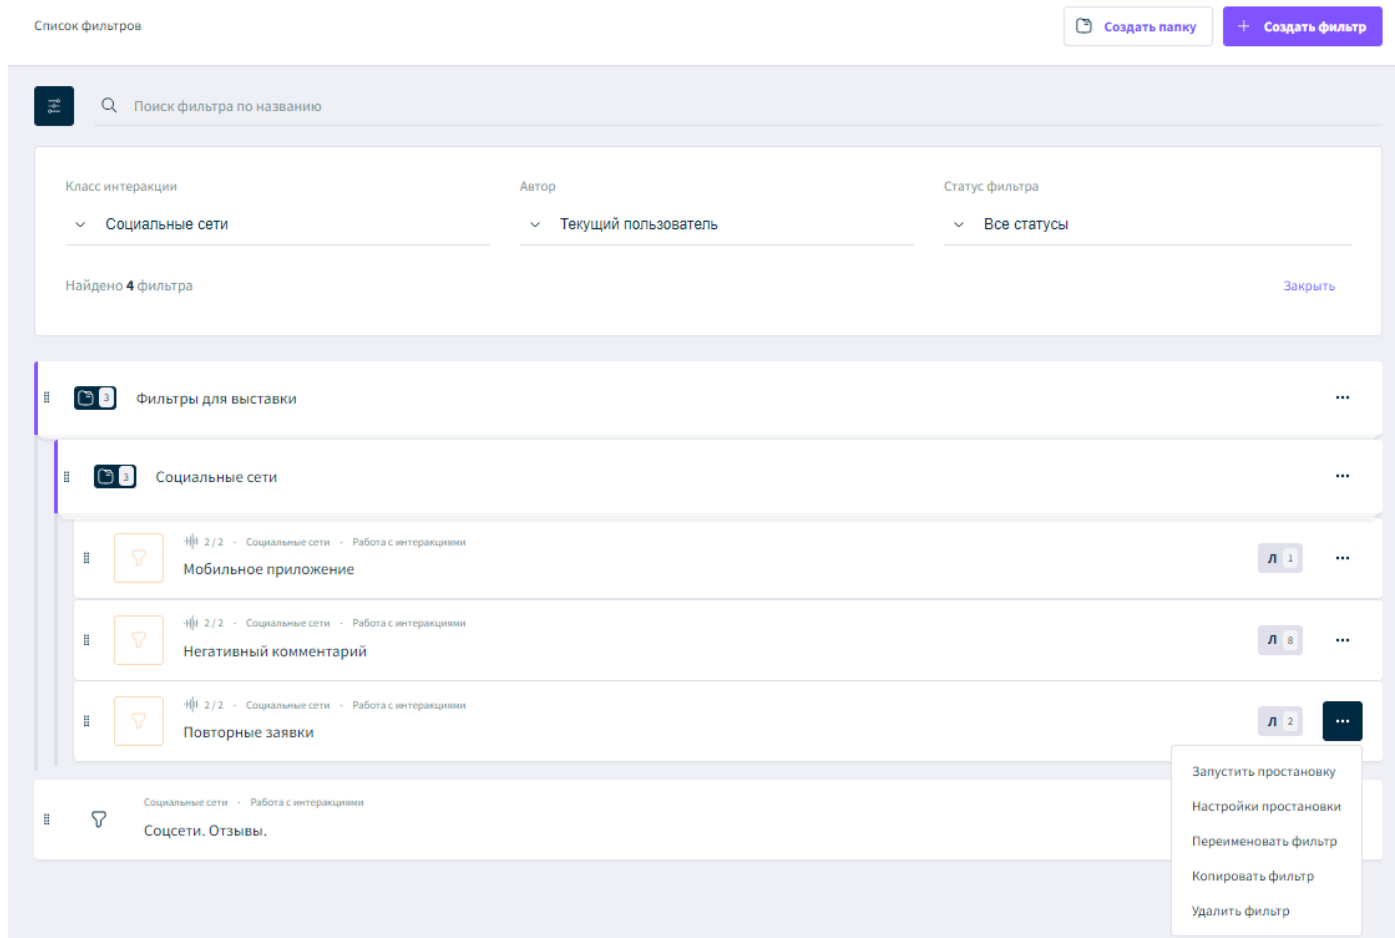 Список фильтров
Создать папку
Создать фильтр
Поиск фильтра по названию
Класс интеракции
Автор
Статус фильтра
Социальные сети
Текущий пользователь
Все статусы
Найдено 4 фильтра
Закрыть
3 Фильтры для выставки
3 Социальные сети
2 / 2 · Социальные сети · Работа с интеракциями
Мобильное приложение
Л 1
2 / 2 · Социальные сети · Работа с интеракциями
Негативный комментарий
Л 8
2 / 2 · Социальные сети · Работа с интеракциями
Повторные заявки
Л 2
Запустить простановку
Настройки простановки
Переименовать фильтр
Копировать фильтр
Удалить фильтр
Социальные сети · Работа с интеракциями
Соцсети. Отзывы.